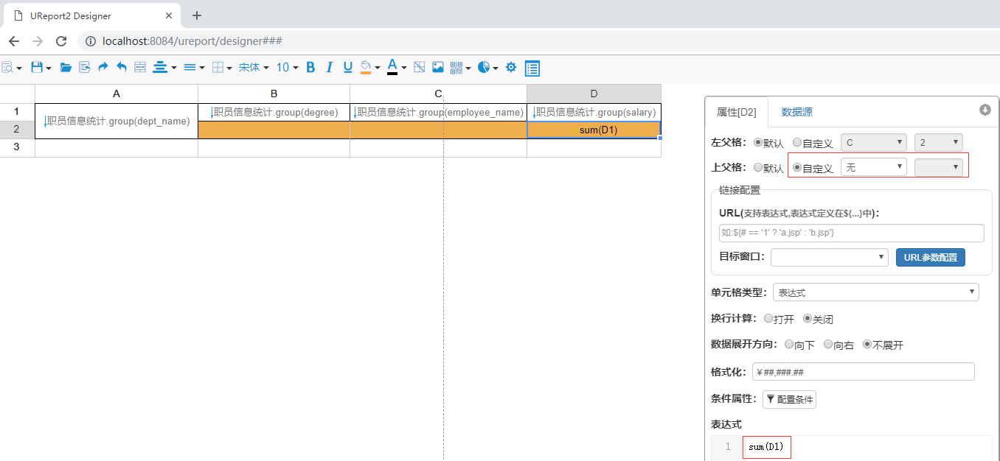 UReport2 Designer
localhost:8084/ureport/designer###
宋体 10 B I U A
A B C D
1 职员信息统计.group(dept_name) 职员信息统计.group(degree) 职员信息统计.group(employee_name) 职员信息统计.group(salary)
2 sum(D1)
3
属性[D2] 数据源
左父格: 默认 自定义 C 2
上父格: 默认 自定义 无
链接配置
URL(支持表达式,表达式定义在${...}中):
如:${# == '1' ? 'a.jsp' : 'b.jsp'}
目标窗口: URL参数配置
单元格类型: 表达式
换行计算: 打开 关闭
数据展开方向: 向下 向右 不展开
格式化: ￥##,###.##
条件属性: 配置条件
表达式
1 sum(D1)